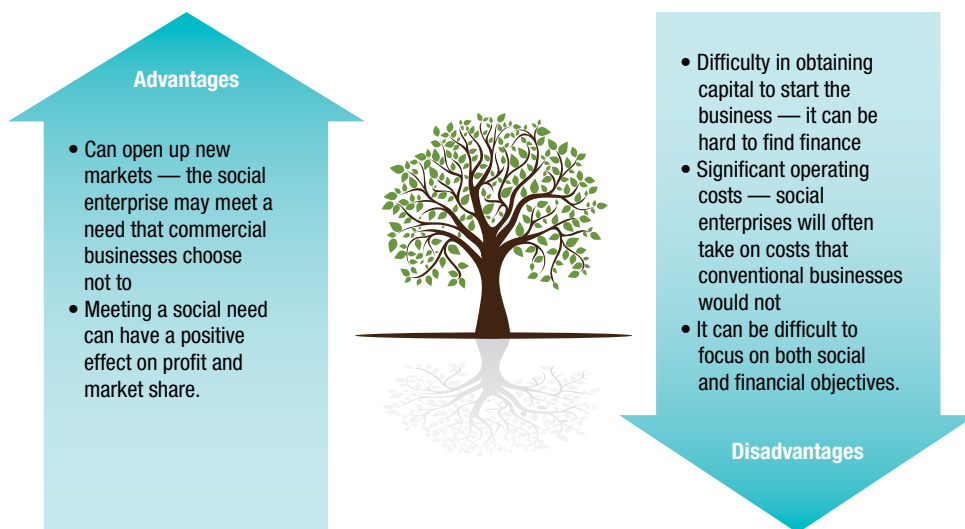 Advantages
• Can open up new
markets — the social
enterprise may meet a
need that commercial
businesses choose
not to
• Meeting a social need
can have a positive
effect on profit and
market share.
• Difficulty in obtaining
capital to start the
business — it can be
hard to find finance
• Significant operating
costs — social
enterprises will often
take on costs that
conventional businesses
would not
• It can be difficult to
focus on both social
and financial objectives.
Disadvantages